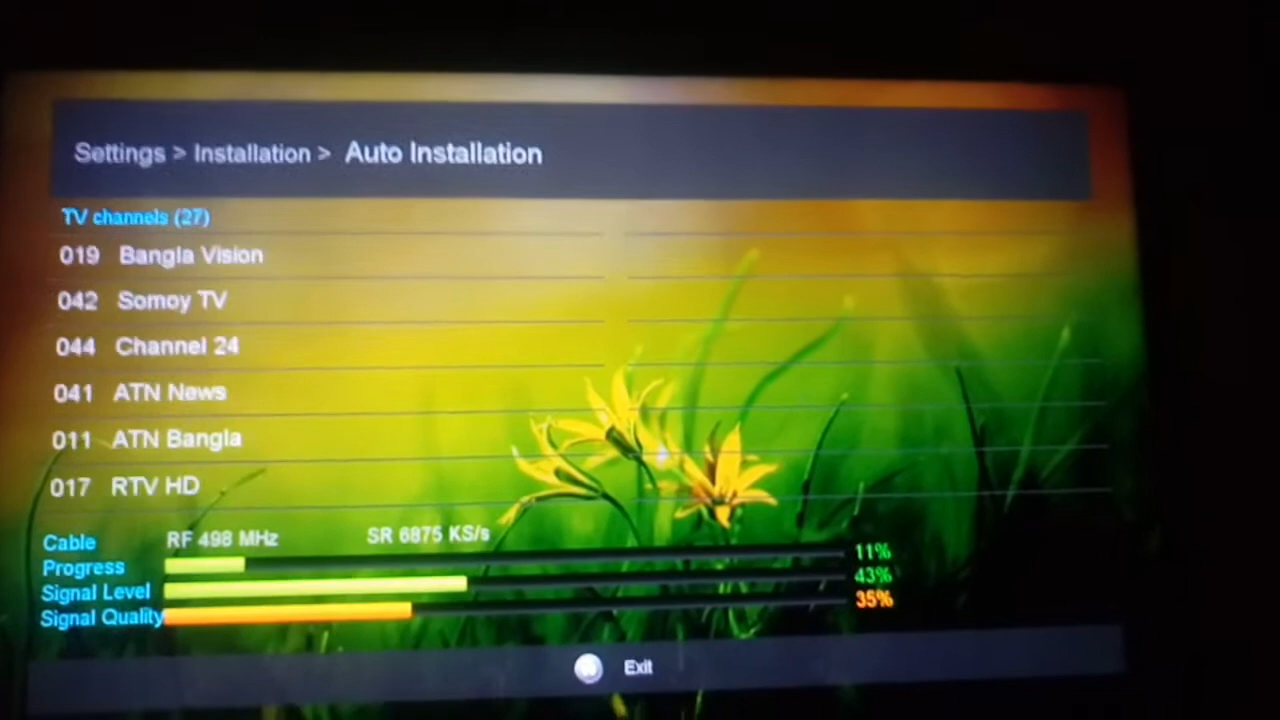 Settings > Installation > Auto Installation
TV channels (27)
019 Bangla Vision
042 Somoy TV
044 Channel 24
041 ATN News
011 ATN Bangla
017 RTV HD
Cable RF 498 MHz SR 6875 KS/s
Progress 11%
Signal Level 43%
Signal Quality 35%
Exit